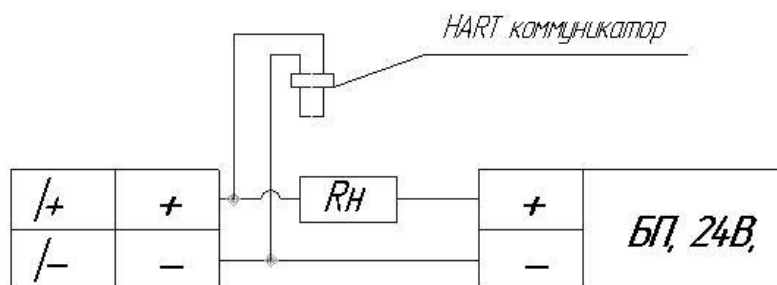 HART коммуникатор
/+ + Rн + БП, 24В,
/− − −